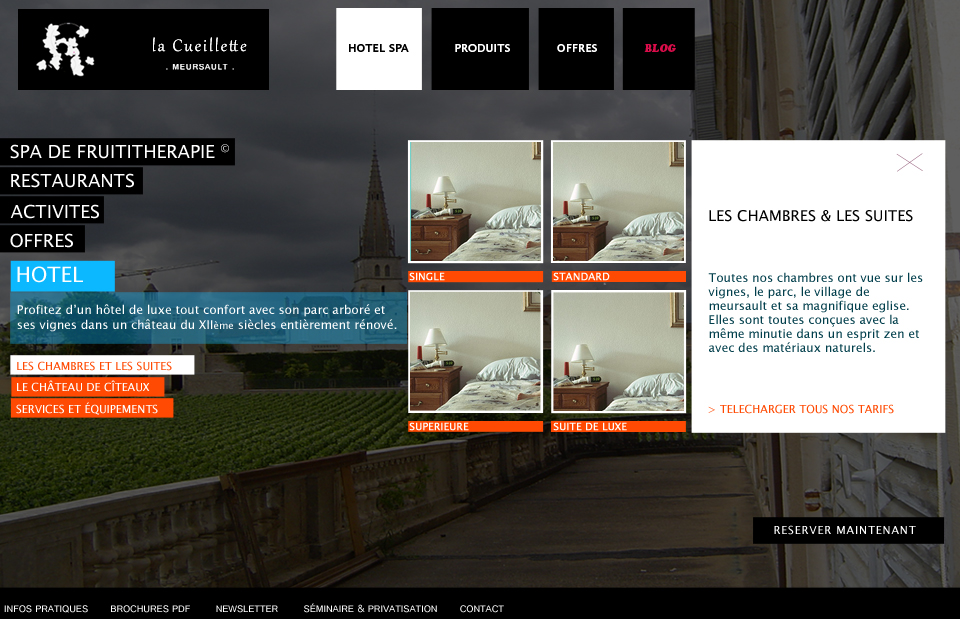 la Cueillette
. MEURSAULT .
HOTEL SPA
PRODUITS
OFFRES
BLOG
SPA DE FRUITITHERAPIE ©
RESTAURANTS
ACTIVITES
OFFRES
HOTEL
Profitez d'un hôtel de luxe tout confort avec son parc arboré et
ses vignes dans un château du XIIème siècles entièrement rénové.
LES CHAMBRES ET LES SUITES
LE CHÂTEAU DE CÎTEAUX
SERVICES ET ÉQUIPEMENTS
SINGLE
STANDARD
SUPERIEURE
SUITE DE LUXE
LES CHAMBRES & LES SUITES
Toutes nos chambres ont vue sur les
vignes, le parc, le village de
meursault et sa magnifique eglise.
Elles sont toutes conçues avec la
même minutie dans un esprit zen et
avec des matériaux naturels.
> TELECHARGER TOUS NOS TARIFS
RESERVER MAINTENANT
INFOS PRATIQUES
BROCHURES PDF
NEWSLETTER
SÉMINAIRE & PRIVATISATION
CONTACT